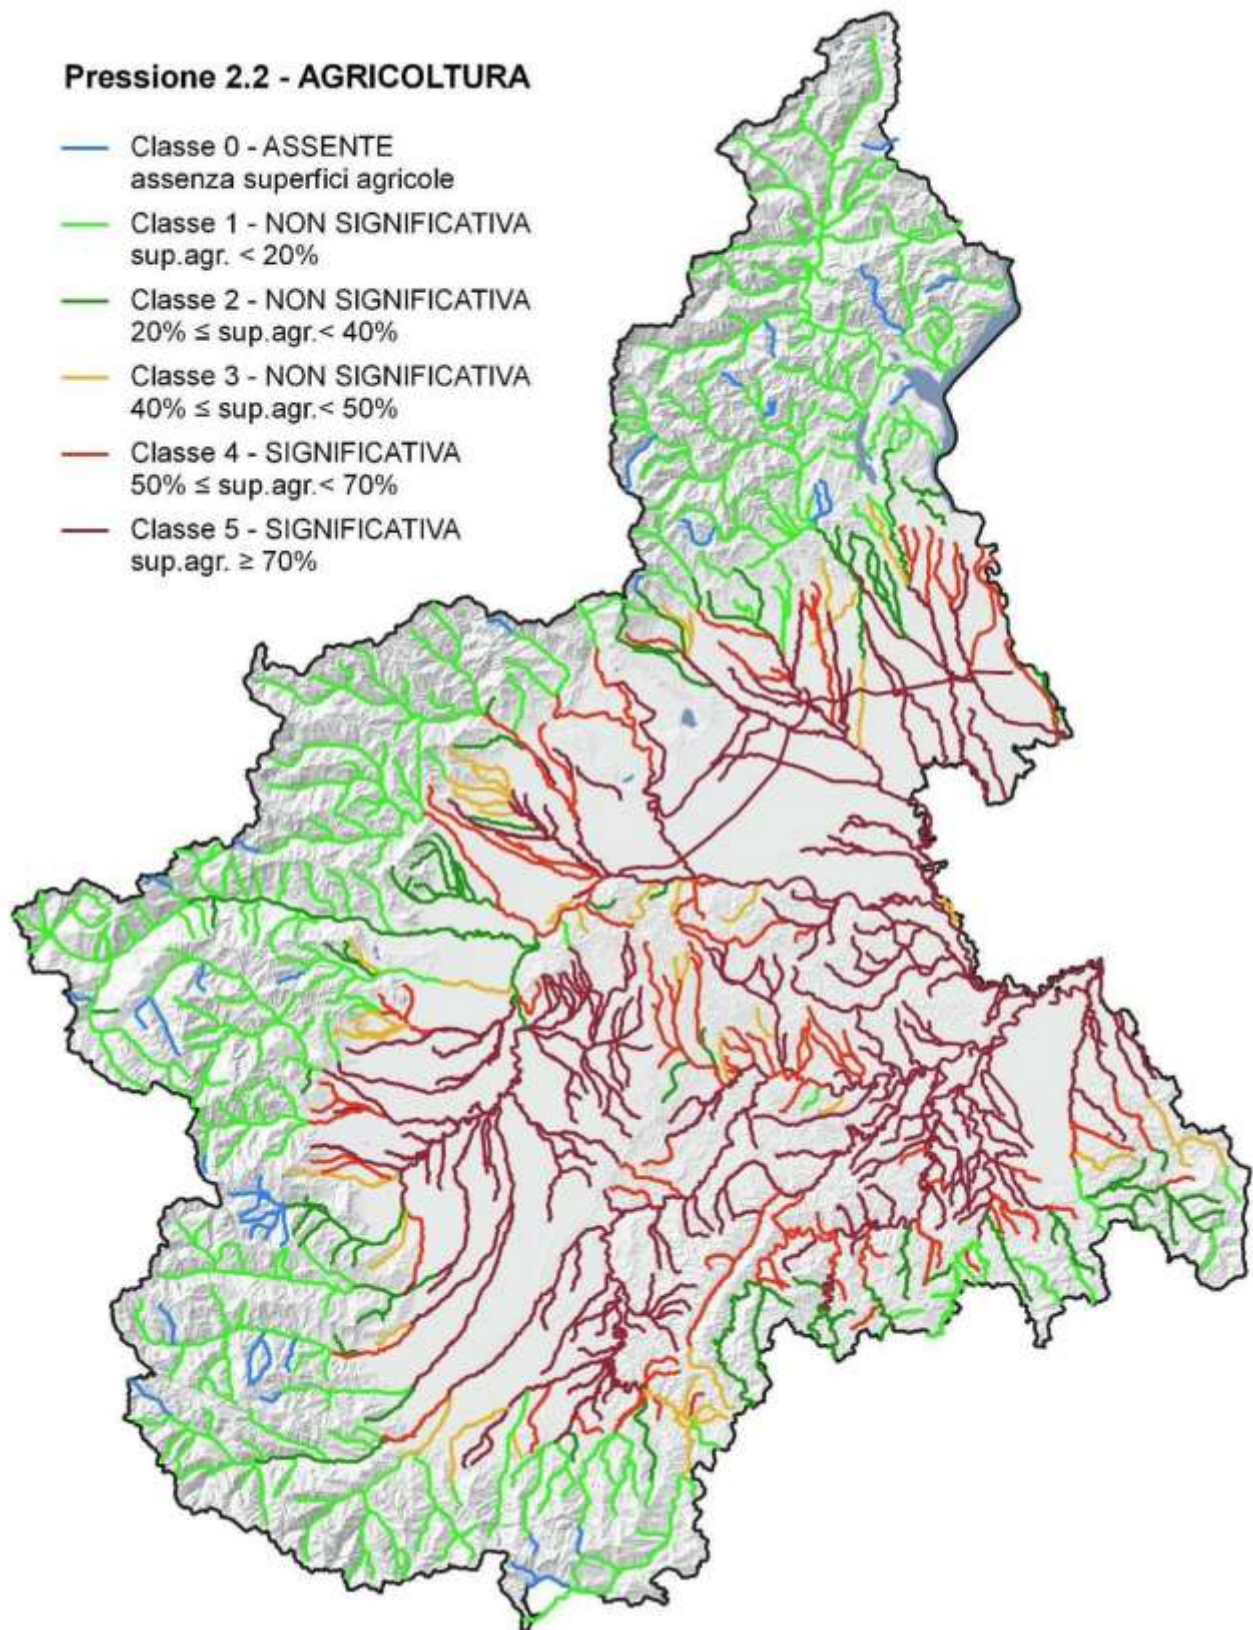 Pressione 2.2 - AGRICOLTURA
Classe 0 - ASSENTE
assenza superfici agricole
Classe 1 - NON SIGNIFICATIVA
sup.agr. < 20%
Classe 2 - NON SIGNIFICATIVA
20% ≤ sup.agr.< 40%
Classe 3 - NON SIGNIFICATIVA
40% ≤ sup.agr.< 50%
Classe 4 - SIGNIFICATIVA
50% ≤ sup.agr.< 70%
Classe 5 - SIGNIFICATIVA
sup.agr. ≥ 70%